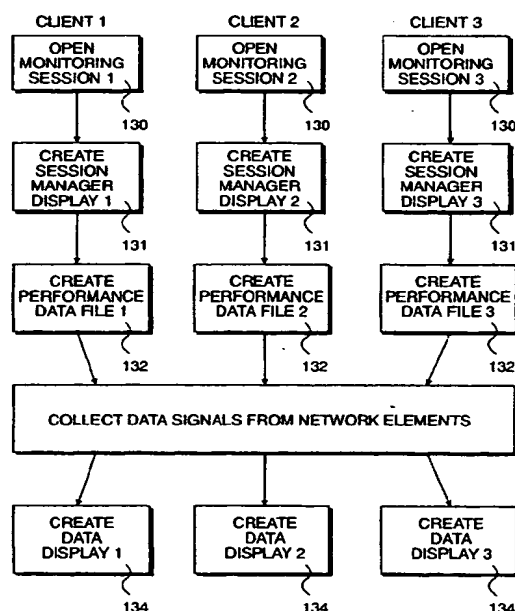 CLIENT 1
CLIENT 2
CLIENT 3
OPEN
MONITORING
SESSION 1
130
OPEN
MONITORING
SESSION 2
130
OPEN
MONITORING
SESSION 3
130
CREATE
SESSION
MANAGER
DISPLAY 1
131
CREATE
SESSION
MANAGER
DISPLAY 2
131
CREATE
SESSION
MANAGER
DISPLAY 3
131
CREATE
PERFORMANCE
DATA FILE 1
132
CREATE
PERFORMANCE
DATA FILE 2
132
CREATE
PERFORMANCE
DATA FILE 3
132
COLLECT DATA SIGNALS FROM NETWORK ELEMENTS
CREATE
DATA
DISPLAY 1
134
CREATE
DATA
DISPLAY 2
134
CREATE
DATA
DISPLAY 3
134